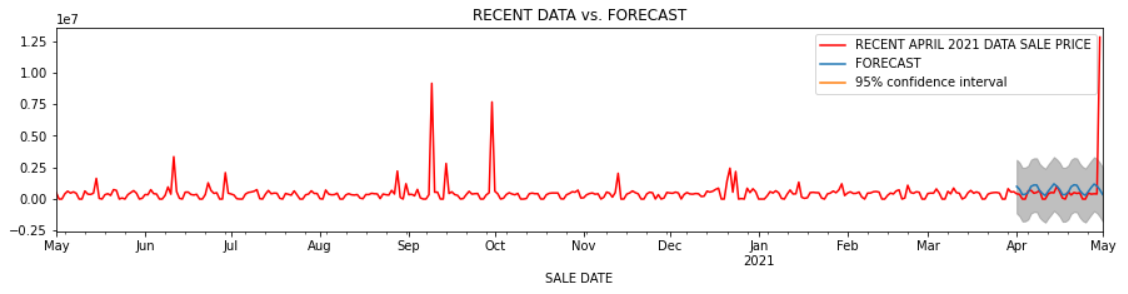 RECENT DATA vs. FORECAST
1e7
1.25
1.00
0.75
0.50
0.25
0.00
−0.25
RECENT APRIL 2021 DATA SALE PRICE
FORECAST
95% confidence interval
May Jun Jul Aug Sep Oct Nov Dec Jan Feb Mar Apr May
2021
SALE DATE